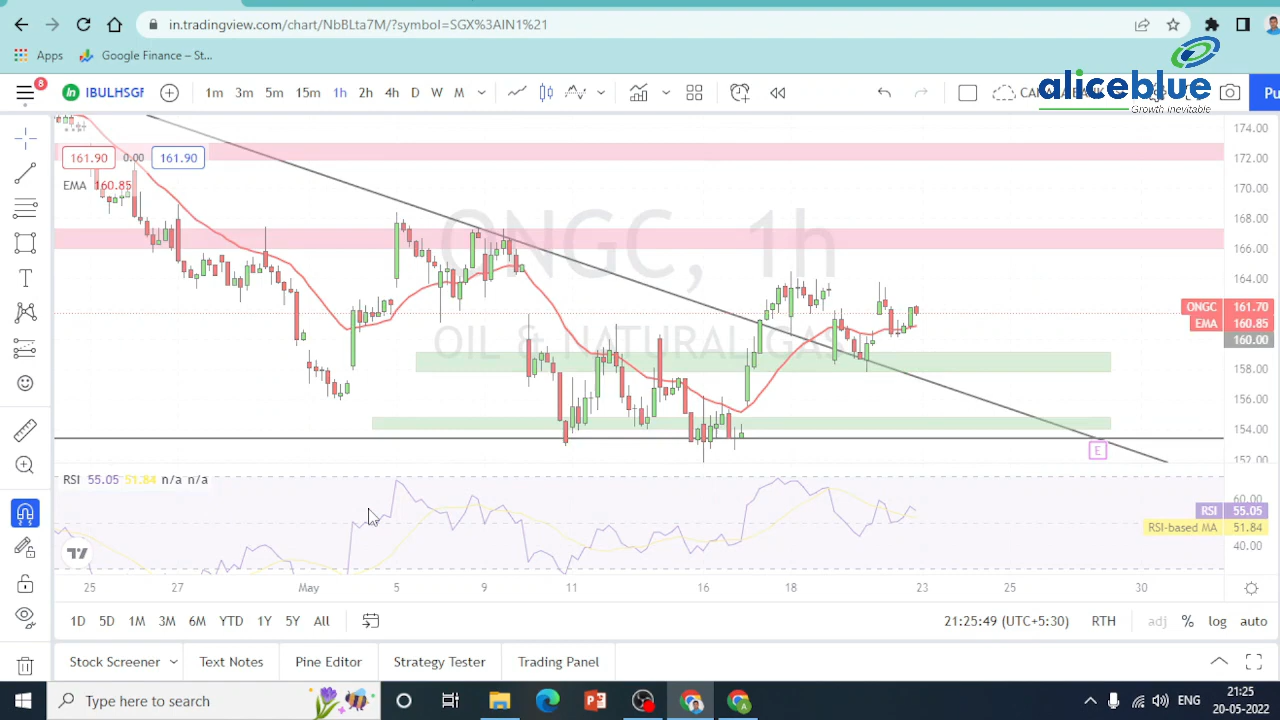 in.tradingview.com/chart/NbBLta7M/?symbol=SGX%3AIN1%21
Apps Google Finance – St...
8 IBULHSGF 1m 3m 5m 15m 1h 2h 4h D W M Pu
aliceblue
Growth Inevitable
161.90 0.00 161.90
EMA 160.85
ONGC, 1h
OIL & NATURAL GAS
174.00
172.00
170.00
168.00
166.00
164.00
ONGC 161.70
EMA 160.85
160.00
158.00
156.00
154.00
152.00
E
RSI 55.05 51.84 n/a n/a
60.00
RSI 55.05
RSI-based MA 51.84
40.00
25 27 May 5 9 11 16 18 23 25 30
1D 5D 1M 3M 6M YTD 1Y 5Y All 21:25:49 (UTC+5:30) RTH adj % log auto
Stock Screener Text Notes Pine Editor Strategy Tester Trading Panel
Type here to search ENG 21:25
20-05-2022